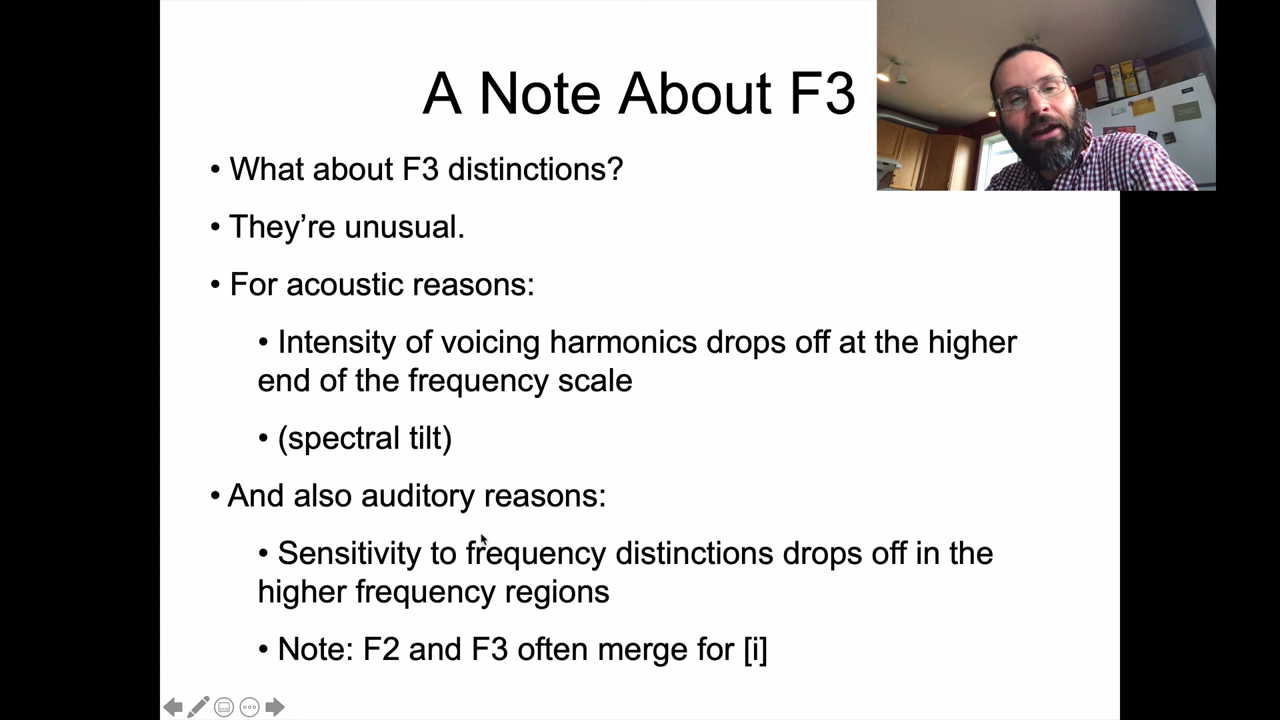 A Note About F3
• What about F3 distinctions?
• They’re unusual.
• For acoustic reasons:
• Intensity of voicing harmonics drops off at the higher
end of the frequency scale
• (spectral tilt)
• And also auditory reasons:
• Sensitivity to frequency distinctions drops off in the
higher frequency regions
• Note: F2 and F3 often merge for [i]